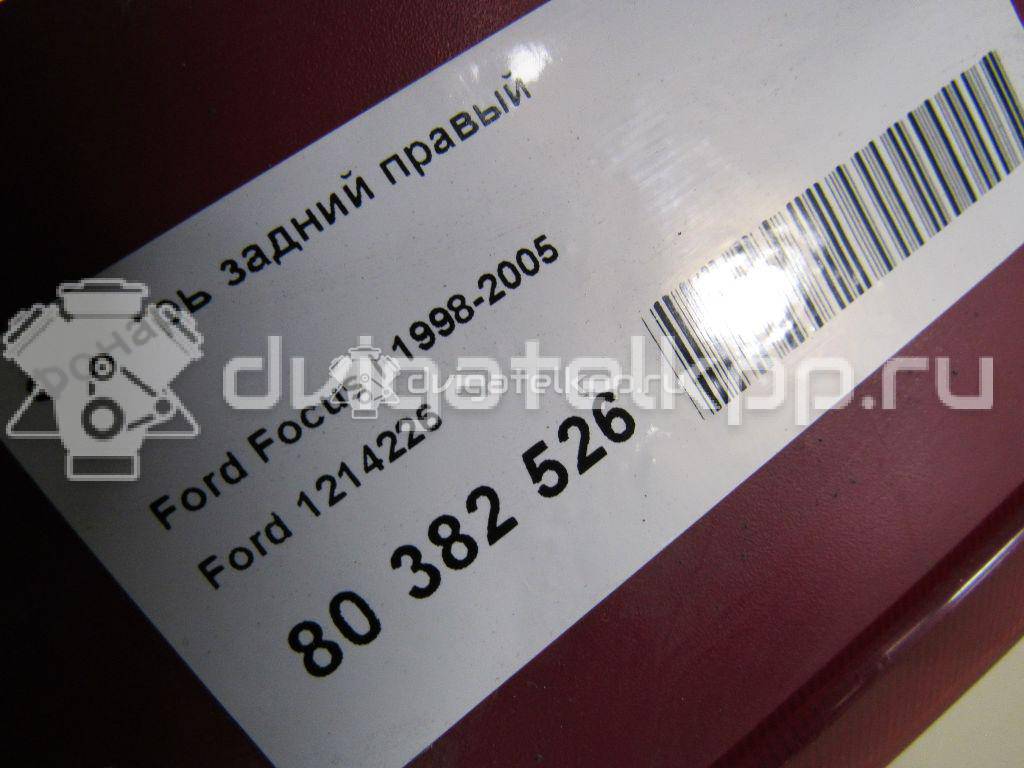 Фонарь задний правый
Ford Focus I 1998-2005
Ford 1214226
80 382 526
dvigatelkpp.ru
dvigatelkpp.ru